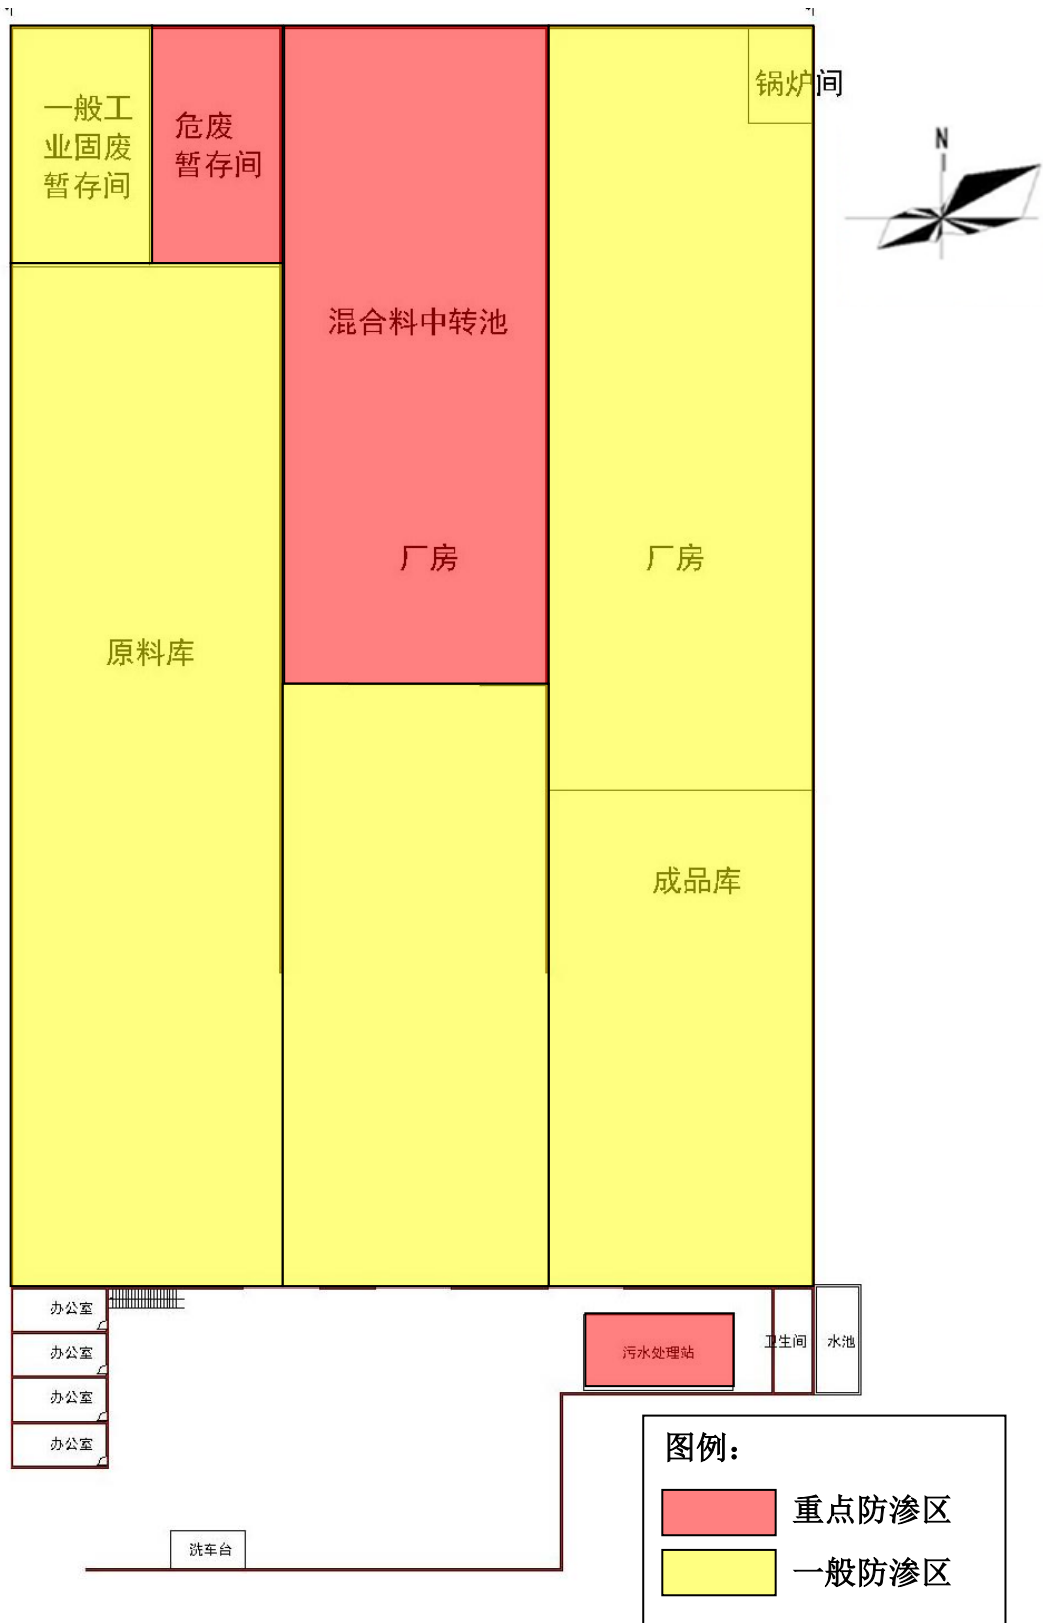 一般工
业固废
暂存间
危废
暂存间
锅炉间
N
混合料中转池
厂房
厂房
原料库
成品库
办公室
办公室
办公室
办公室
污水处理站
卫生间
水池
洗车台
图例：
重点防渗区
一般防渗区